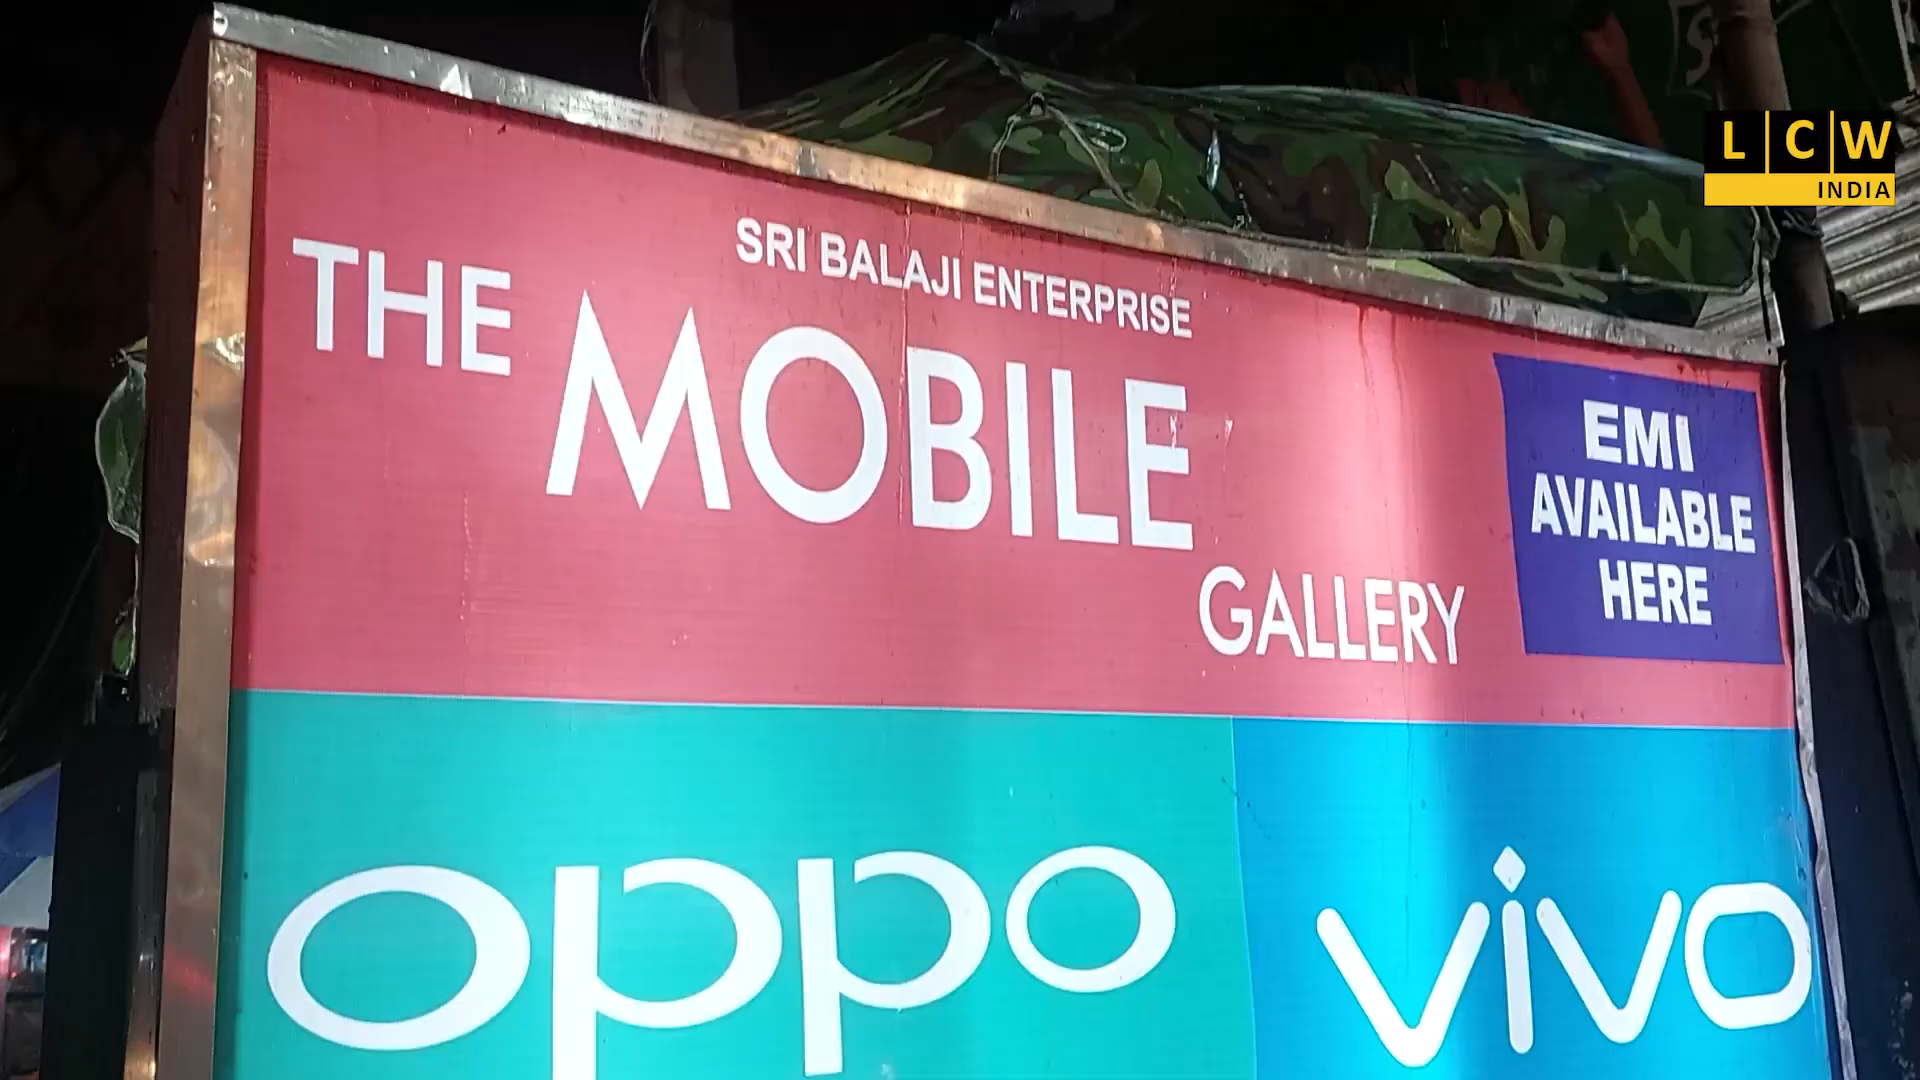 L C W
INDIA
SRI BALAJI ENTERPRISE
THE MOBILE GALLERY
EMI
AVAILABLE
HERE
oppo
vivo